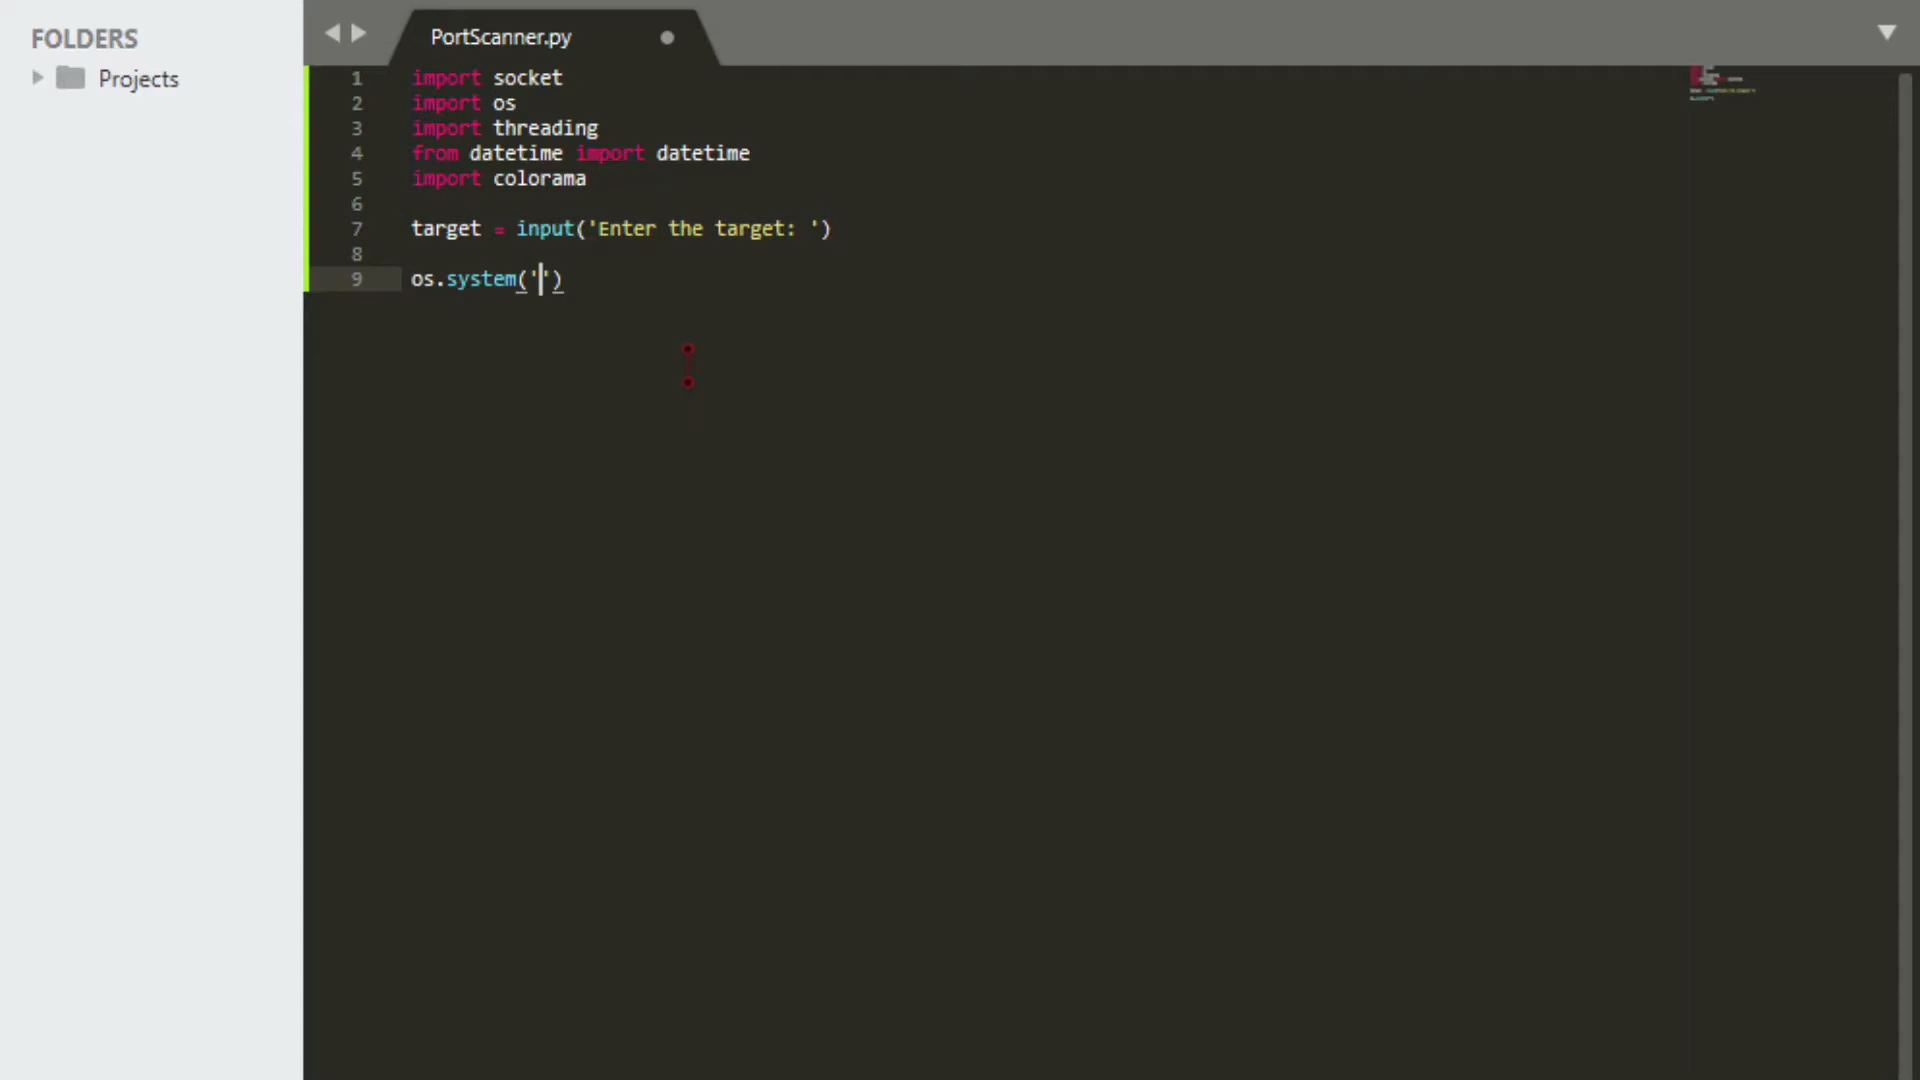 FOLDERS
Projects
PortScanner.py
1 import socket
2 import os
3 import threading
4 from datetime import datetime
5 import colorama
6
7 target = input('Enter the target: ')
8
9 os.system('')